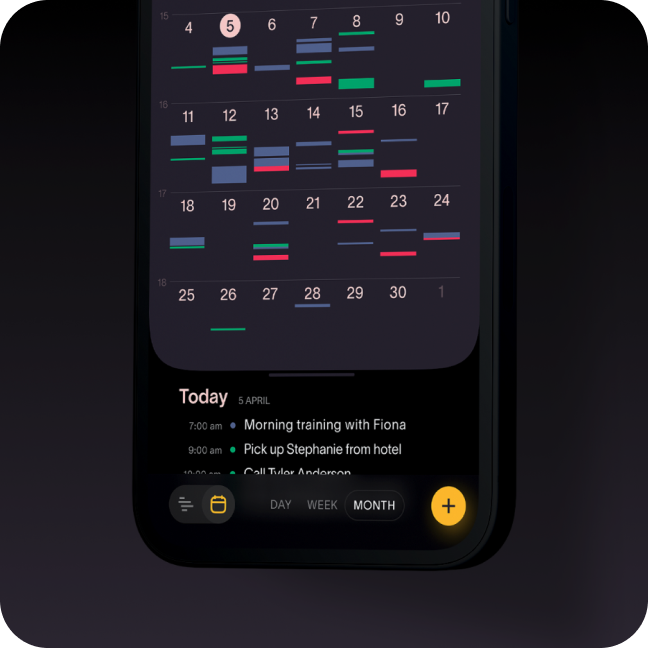 15
4 5 6 7 8 9 10
16
11 12 13 14 15 16 17
17
18 19 20 21 22 23 24
18
25 26 27 28 29 30 1
Today 5 APRIL
7:00 am Morning training with Fiona
9:00 am Pick up Stephanie from hotel
Call Tyler Anderson
DAY WEEK MONTH
+